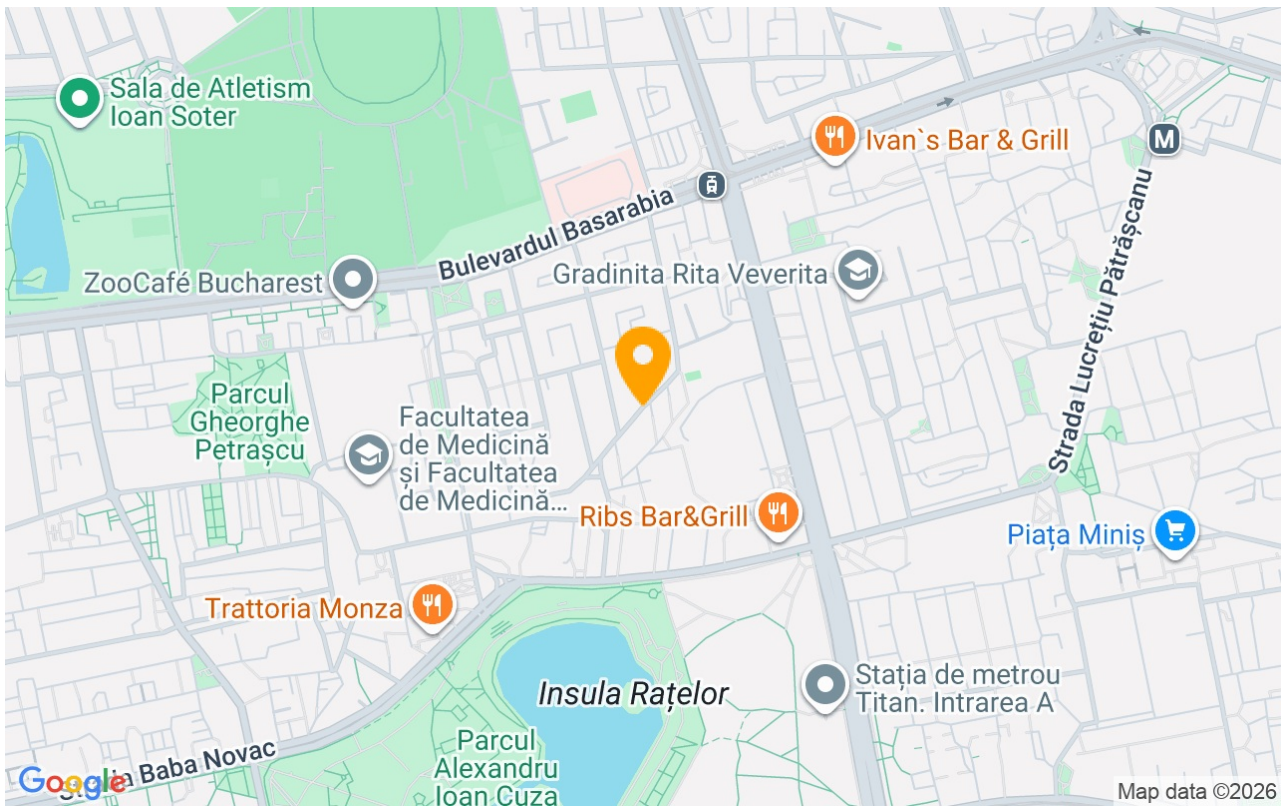 Sala de Atletism
Ioan Soter
Ivan`s Bar & Grill
M
Bulevardul Basarabia
ZooCafé Bucharest
Gradinita Rita Veverita
Strada Lucrețiu Pătrășcanu
Parcul
Gheorghe
Petrașcu
Facultatea
de Medicină
și Facultatea
de Medicină...
Ribs Bar&Grill
Piața Miniș
Trattoria Monza
Insula Rațelor
Stația de metrou
Titan. Intrarea A
Baba Novac
Parcul
Alexandru
Ioan Cuza
Google
Map data ©2026